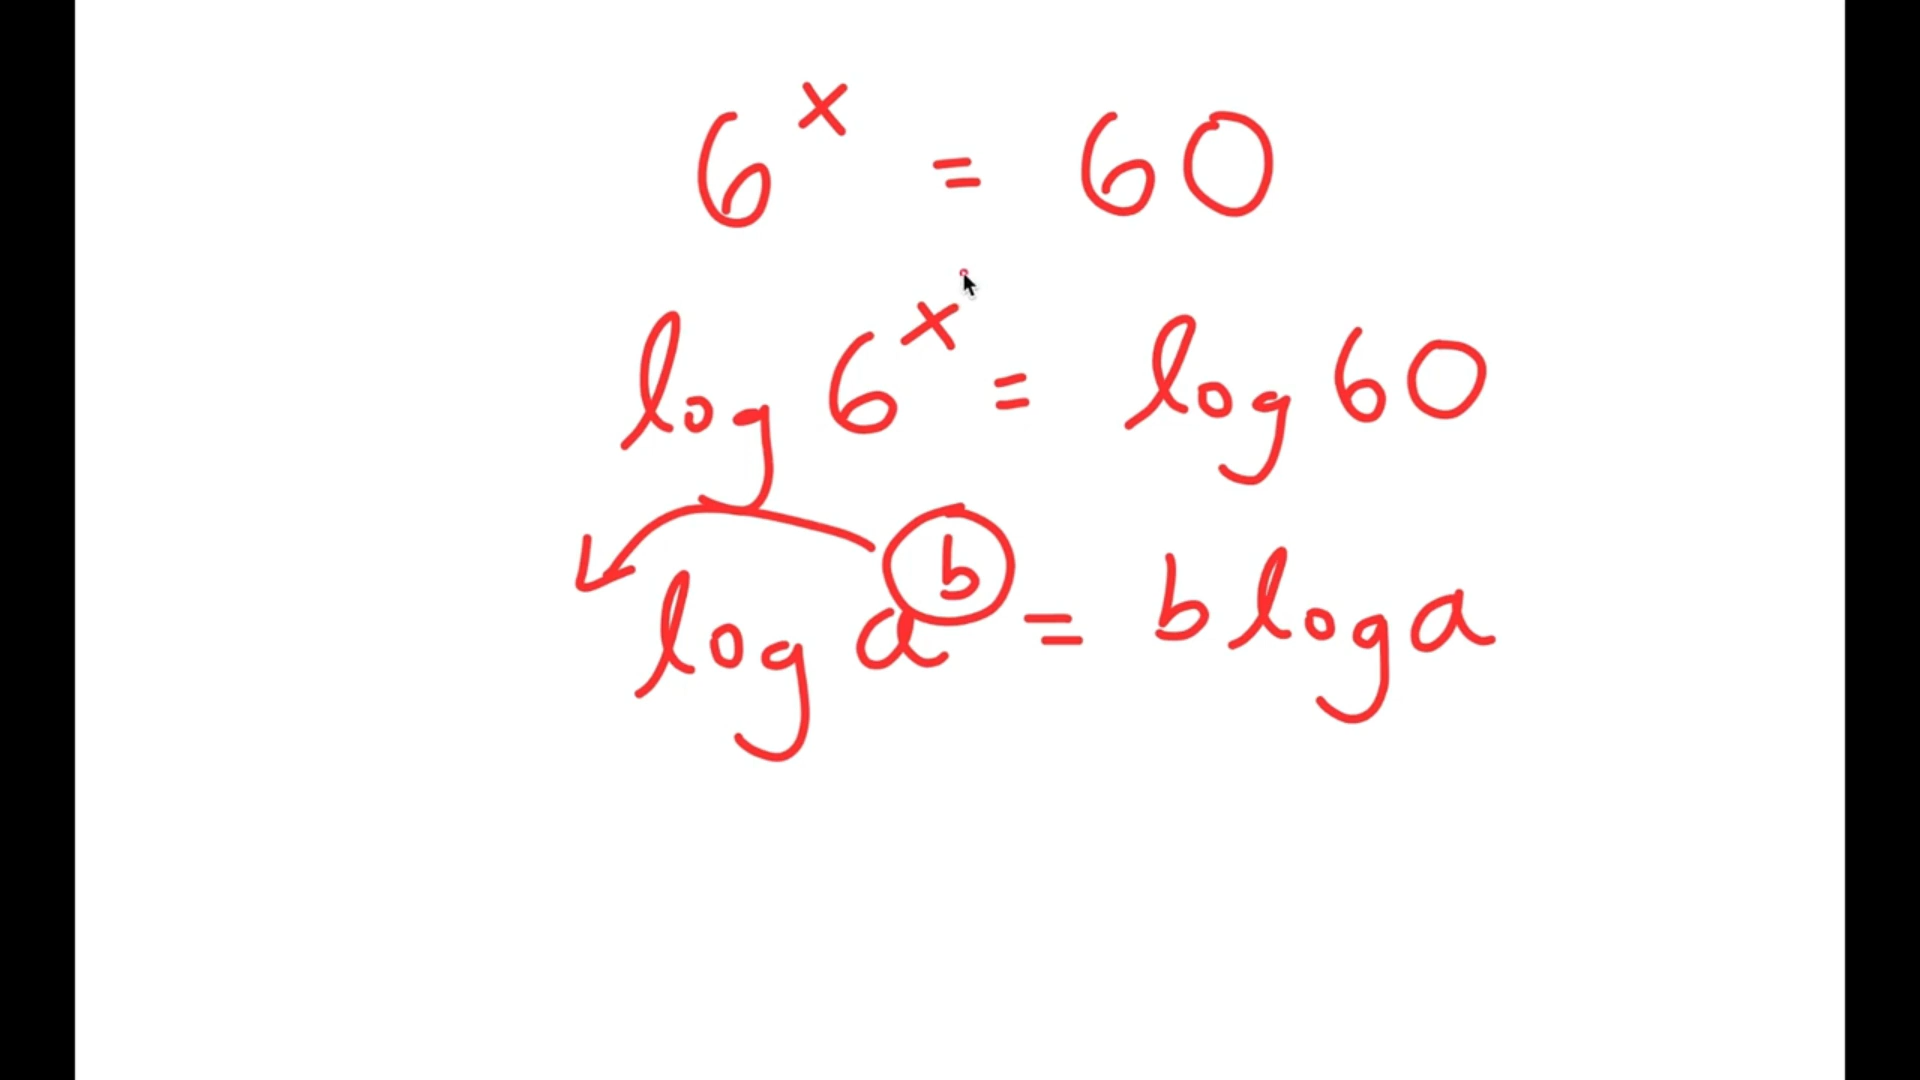 6^x = 60
log 6^x = log 60
log a^b = b log a